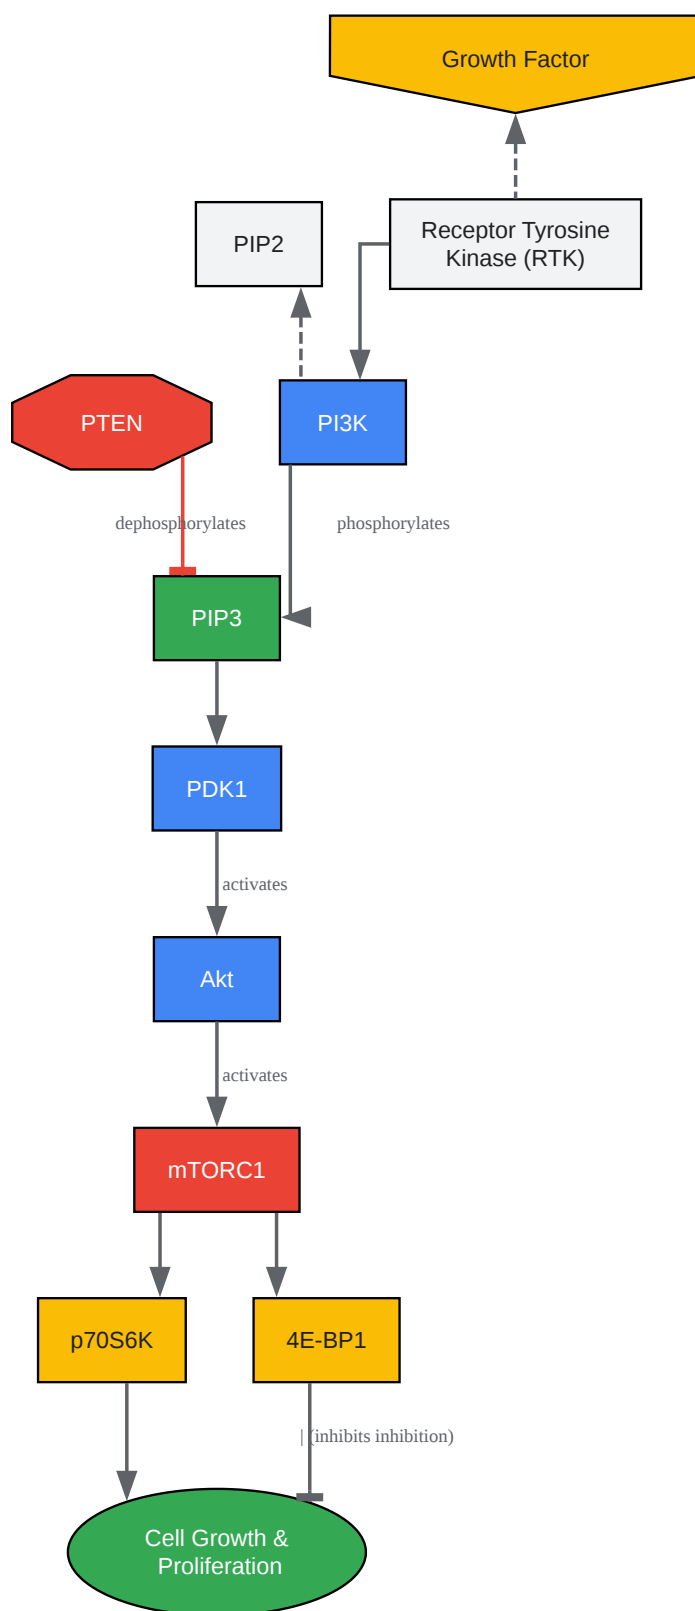 Growth Factor
PIP2
Receptor Tyrosine
Kinase (RTK)
PTEN
PI3K
dephosphorylates
phosphorylates
PIP3
PDK1
activates
Akt
activates
mTORC1
p70S6K
4E-BP1
| (inhibits inhibition)
Cell Growth &
Proliferation